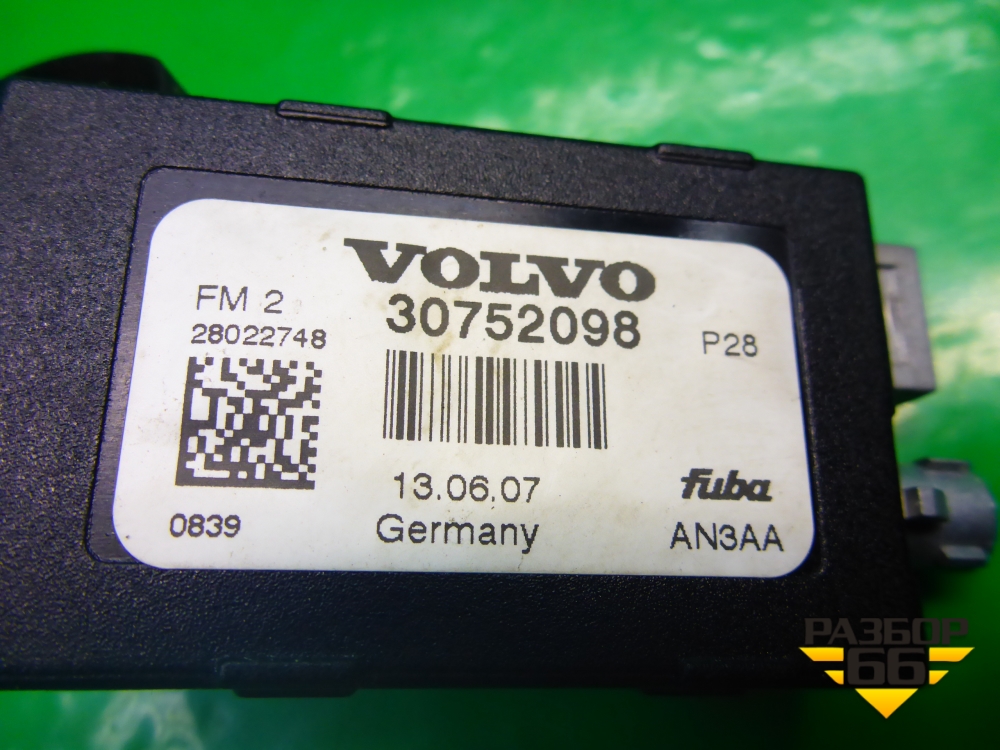 VOLVO
FM 2
30752098
28022748
P28
13.06.07
fuba
0839
Germany
AN3AA
РАЗБОР
66